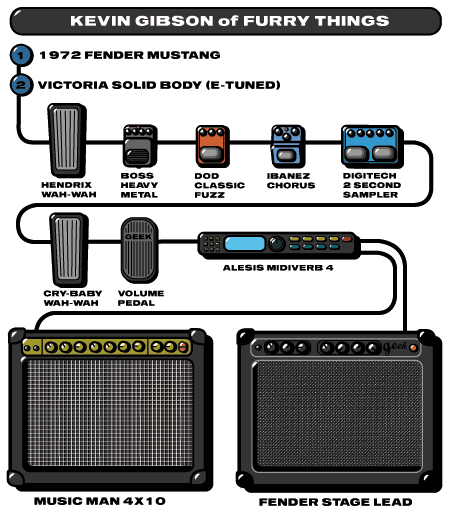 KEVIN GIBSON of FURRY THINGS
1 1972 FENDER MUSTANG
2 VICTORIA SOLID BODY (E-TUNED)
HENDRIX
WAH-WAH
BOSS
HEAVY
METAL
DOD
CLASSIC
FUZZ
IBANEZ
CHORUS
DIGITECH
2 SECOND
SAMPLER
CRY-BABY
WAH-WAH
GEEK
VOLUME
PEDAL
ALESIS MIDIVERB 4
geek
MUSIC MAN 4X10
FENDER STAGE LEAD